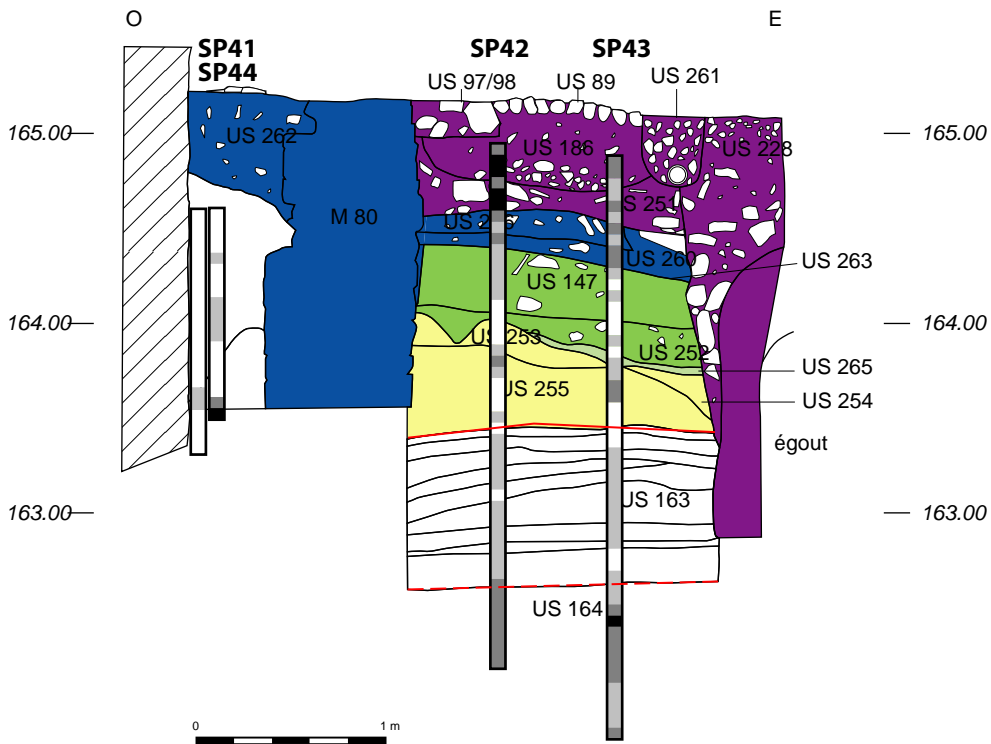 O
E
SP41
SP44
SP42
SP43
US 97/98
US 89
US 261
165.00
165.00
US 262
US 186
US 228
M 80
US 251
US 260
US 263
US 147
164.00
164.00
US 253
US 252
US 265
US 255
US 254
égout
163.00
163.00
US 163
US 164
0
1 m